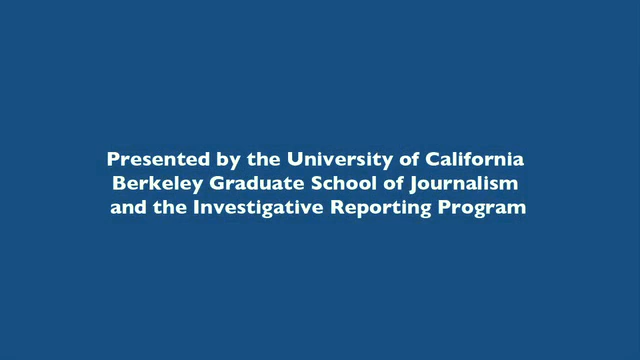 Presented by the University of California
Berkeley Graduate School of Journalism
and the Investigative Reporting Program